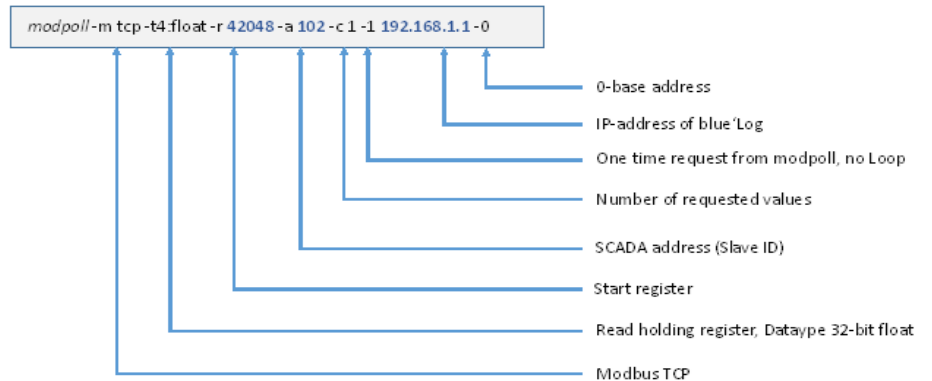 modpoll -m tcp -t4:float -r 42048 -a 102 -c 1 -1 192.168.1.1 -0
0-base address
IP-address of blue‘Log
One time request from modpoll, no Loop
Number of requested values
SCADA address (Slave ID)
Start register
Read holding register, Dataype 32-bit float
Modbus TCP